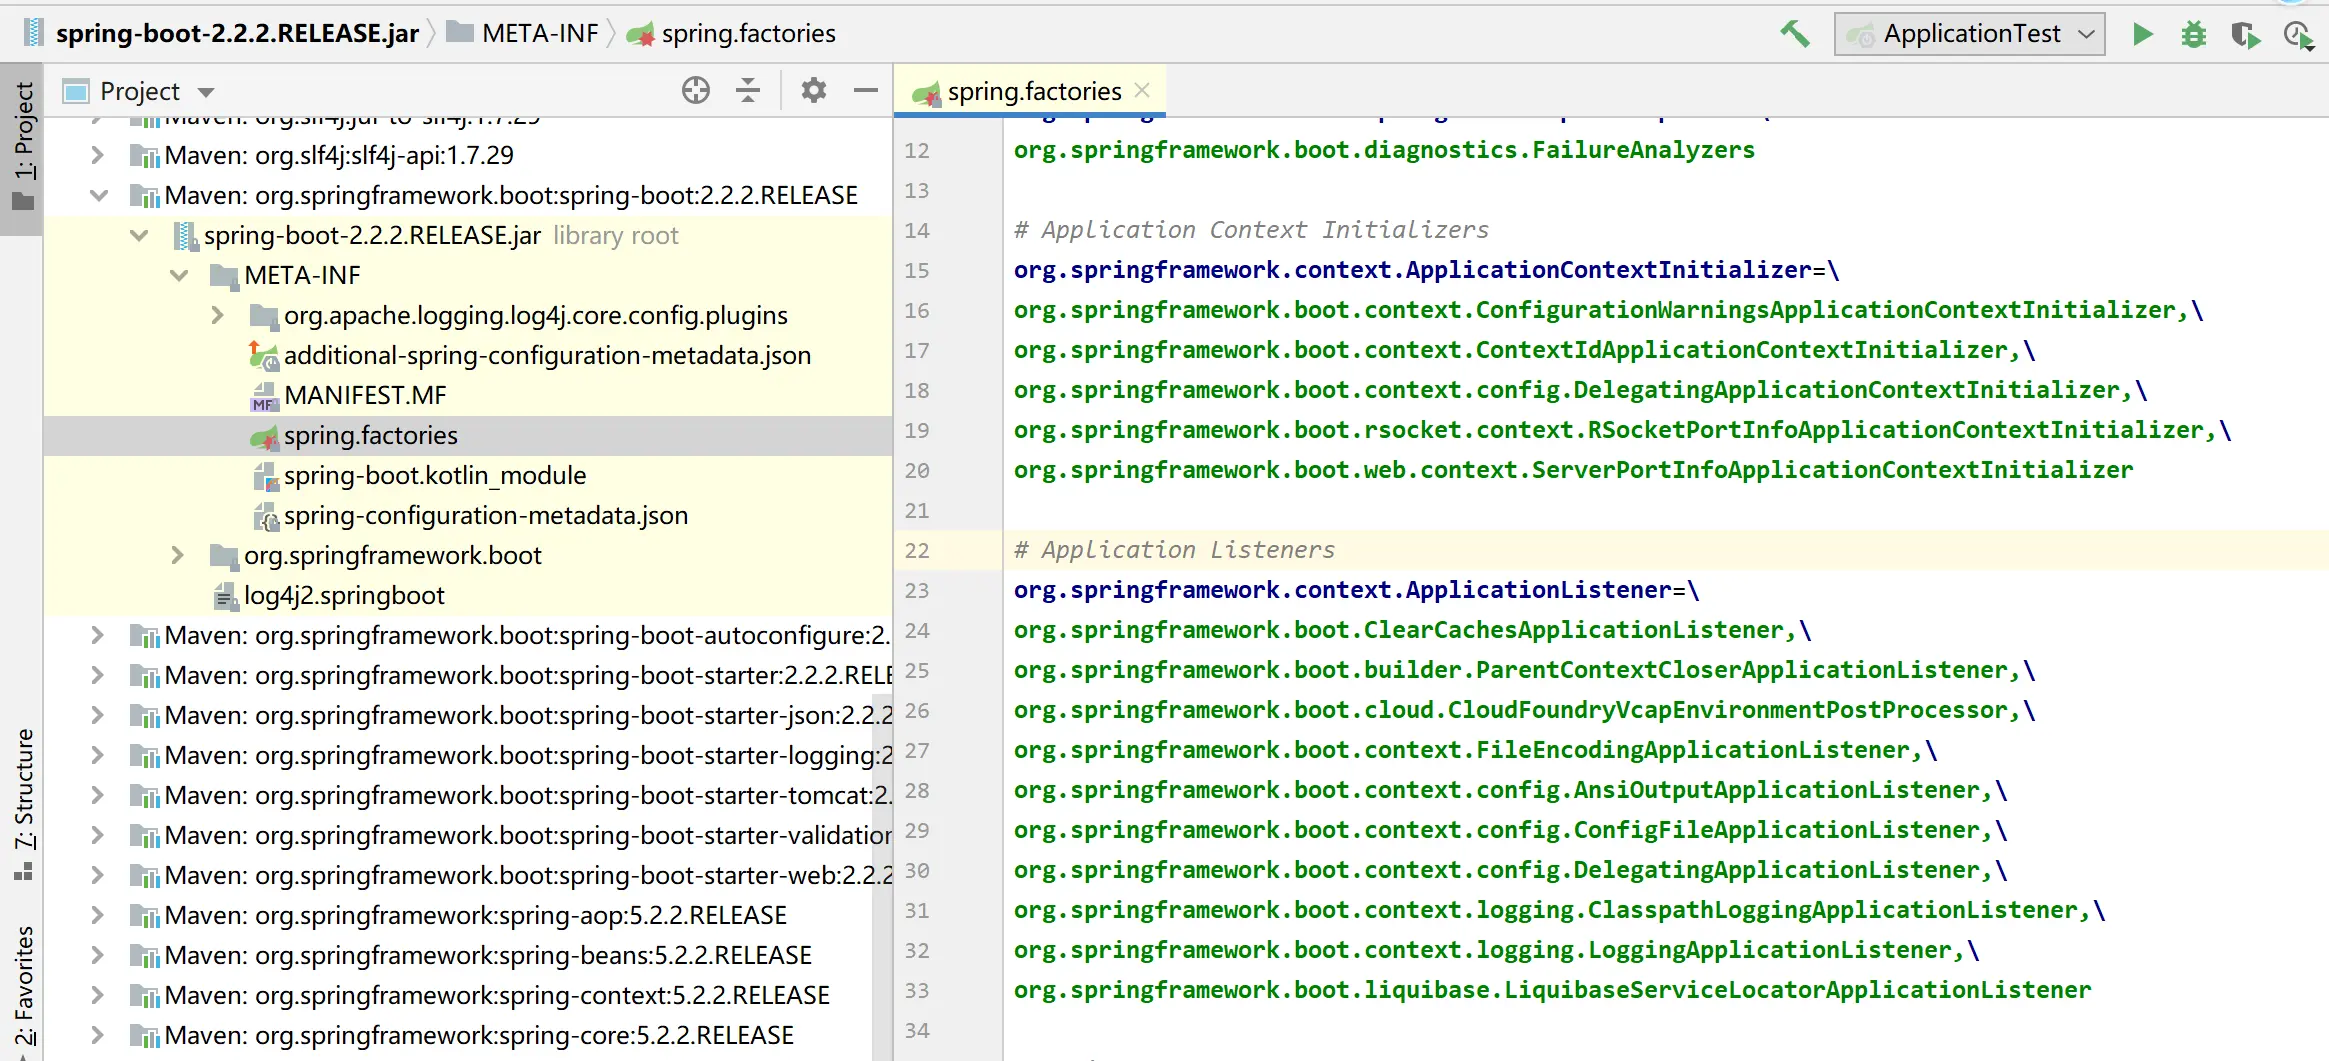 spring-boot-2.2.2.RELEASE.jar META-INF spring.factories
ApplicationTest
1: Project
7: Structure
2: Favorites
Project
Maven: org.slf4j:jul-to-slf4j:1.7.29
Maven: org.slf4j:slf4j-api:1.7.29
Maven: org.springframework.boot:spring-boot:2.2.2.RELEASE
spring-boot-2.2.2.RELEASE.jar library root
META-INF
org.apache.logging.log4j.core.config.plugins
additional-spring-configuration-metadata.json
MANIFEST.MF
spring.factories
spring-boot.kotlin_module
spring-configuration-metadata.json
org.springframework.boot
log4j2.springboot
Maven: org.springframework.boot:spring-boot-autoconfigure:2.
Maven: org.springframework.boot:spring-boot-starter:2.2.2.RELE
Maven: org.springframework.boot:spring-boot-starter-json:2.2.2
Maven: org.springframework.boot:spring-boot-starter-logging:2
Maven: org.springframework.boot:spring-boot-starter-tomcat:2.
Maven: org.springframework.boot:spring-boot-starter-validation
Maven: org.springframework.boot:spring-boot-starter-web:2.2.2
Maven: org.springframework:spring-aop:5.2.2.RELEASE
Maven: org.springframework:spring-beans:5.2.2.RELEASE
Maven: org.springframework:spring-context:5.2.2.RELEASE
Maven: org.springframework:spring-core:5.2.2.RELEASE
spring.factories
12 org.springframework.boot.diagnostics.FailureAnalyzers
13
14 # Application Context Initializers
15 org.springframework.context.ApplicationContextInitializer=\
16 org.springframework.boot.context.ConfigurationWarningsApplicationContextInitializer,\
17 org.springframework.boot.context.ContextIdApplicationContextInitializer,\
18 org.springframework.boot.context.config.DelegatingApplicationContextInitializer,\
19 org.springframework.boot.rsocket.context.RSocketPortInfoApplicationContextInitializer,\
20 org.springframework.boot.web.context.ServerPortInfoApplicationContextInitializer
21
22 # Application Listeners
23 org.springframework.context.ApplicationListener=\
24 org.springframework.boot.ClearCachesApplicationListener,\
25 org.springframework.boot.builder.ParentContextCloserApplicationListener,\
26 org.springframework.boot.cloud.CloudFoundryVcapEnvironmentPostProcessor,\
27 org.springframework.boot.context.FileEncodingApplicationListener,\
28 org.springframework.boot.context.config.AnsiOutputApplicationListener,\
29 org.springframework.boot.context.config.ConfigFileApplicationListener,\
30 org.springframework.boot.context.config.DelegatingApplicationListener,\
31 org.springframework.boot.context.logging.ClasspathLoggingApplicationListener,\
32 org.springframework.boot.context.logging.LoggingApplicationListener,\
33 org.springframework.boot.liquibase.LiquibaseServiceLocatorApplicationListener
34